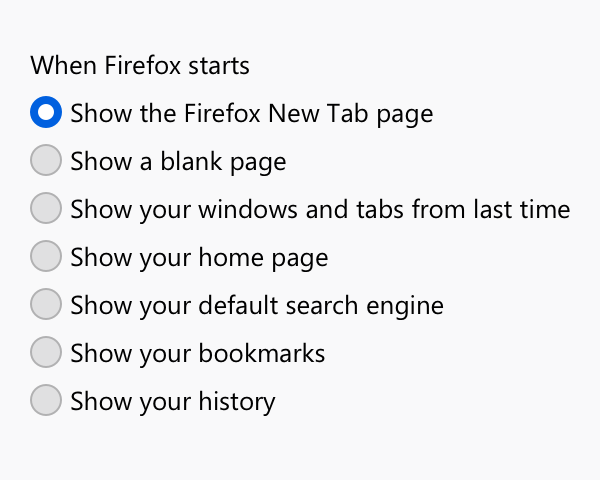 When Firefox starts
Show the Firefox New Tab page
Show a blank page
Show your windows and tabs from last time
Show your home page
Show your default search engine
Show your bookmarks
Show your history